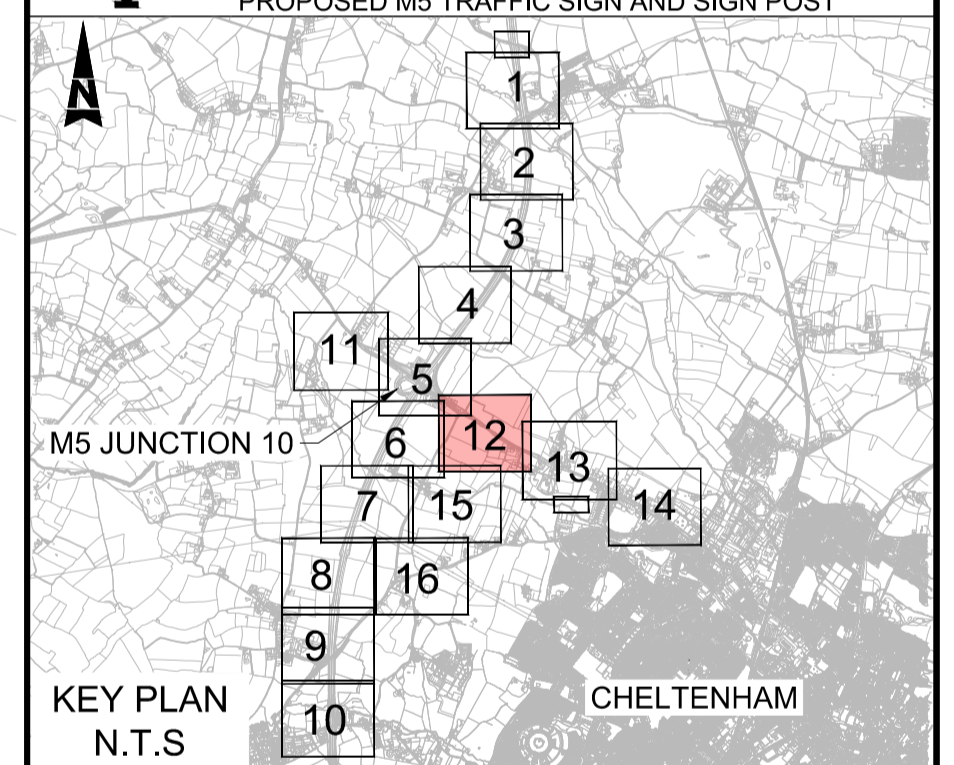 PROPOSED M5 TRAFFIC SIGN AND SIGN POST
N
1
2
3
4
11
5
M5 JUNCTION 10
6
12
13
7
15
14
8
16
9
10
KEY PLAN
N.T.S
CHELTENHAM